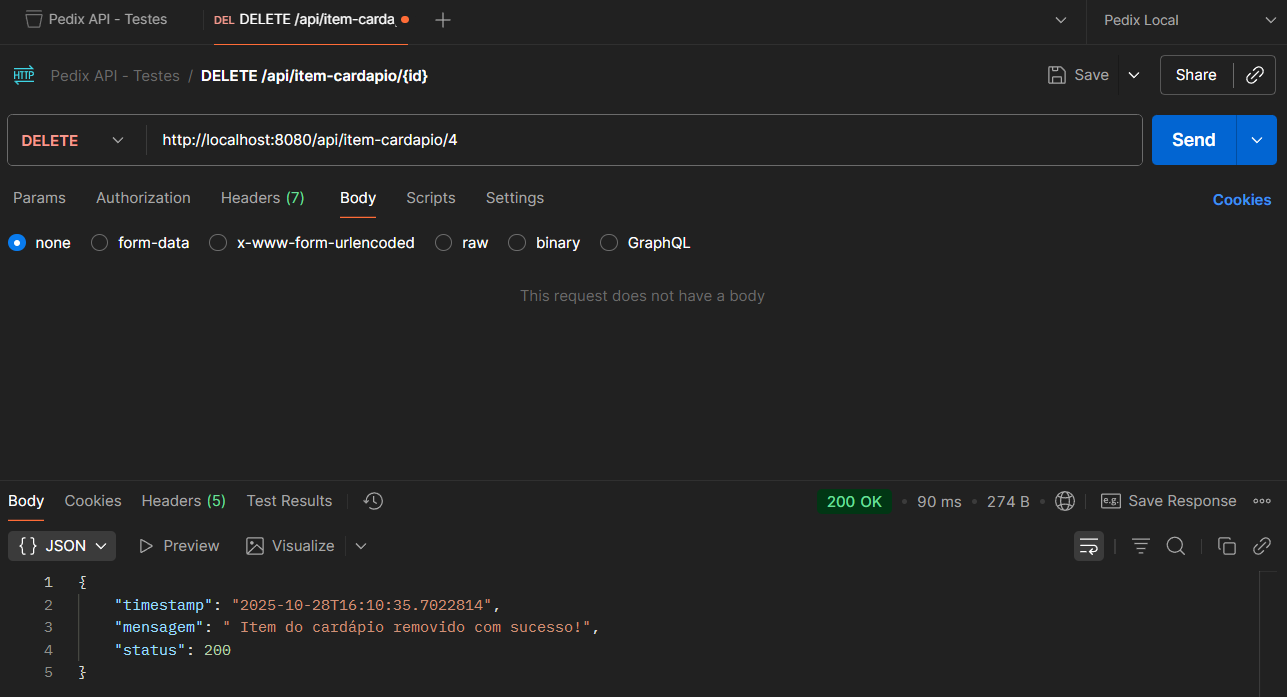 Pedix API - Testes DEL DELETE /api/item-carda Pedix Local
HTTP Pedix API - Testes / DELETE /api/item-cardapio/{id} Save Share
DELETE http://localhost:8080/api/item-cardapio/4 Send
Params Authorization Headers (7) Body Scripts Settings Cookies
none form-data x-www-form-urlencoded raw binary GraphQL
This request does not have a body
Body Cookies Headers (5) Test Results 200 OK • 90 ms • 274 B • e.g. Save Response
{} JSON Preview Visualize
1 {
2 "timestamp": "2025-10-28T16:10:35.7022814",
3 "mensagem": " Item do cardápio removido com sucesso!",
4 "status": 200
5 }